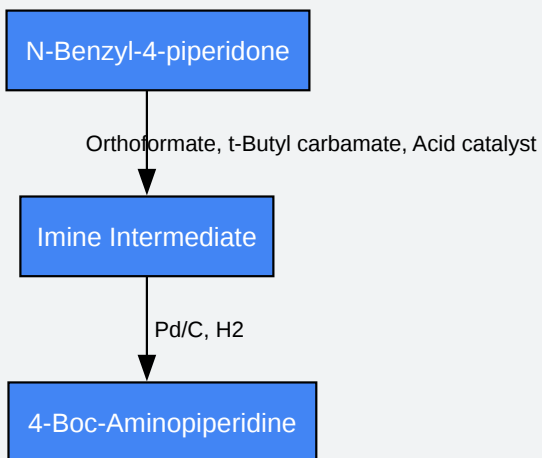 N-Benzyl-4-piperidone
Orthoformate, t-Butyl carbamate, Acid catalyst
Imine Intermediate
Pd/C, H2
4-Boc-Aminopiperidine